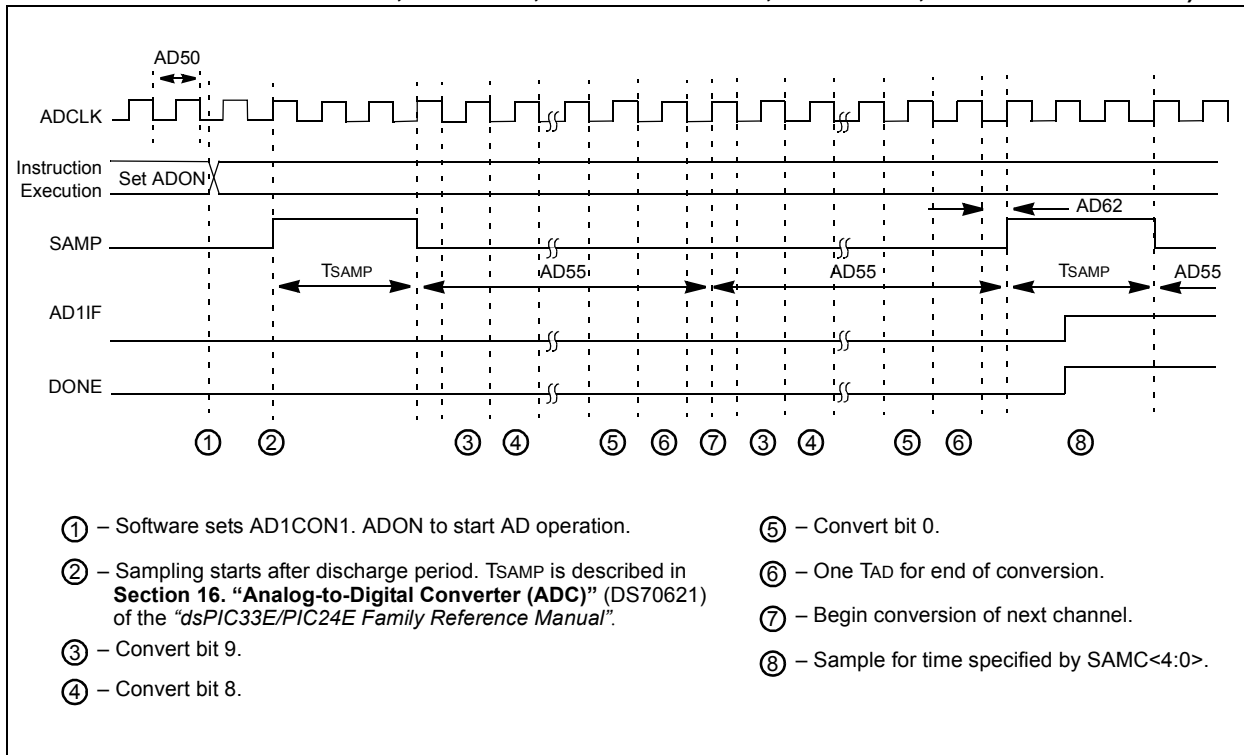 AD50
ADCLK
Instruction
Execution
Set ADON
AD62
SAMP
TSAMP
AD55
AD55
TSAMP
AD55
AD1IF
DONE
1 2 3 4 5 6 7 3 4 5 6 8
1 – Software sets AD1CON1. ADON to start AD operation.
2 – Sampling starts after discharge period. TSAMP is described in
Section 16. “Analog-to-Digital Converter (ADC)” (DS70621)
of the “dsPIC33E/PIC24E Family Reference Manual”.
3 – Convert bit 9.
4 – Convert bit 8.
5 – Convert bit 0.
6 – One TAD for end of conversion.
7 – Begin conversion of next channel.
8 – Sample for time specified by SAMC<4:0>.